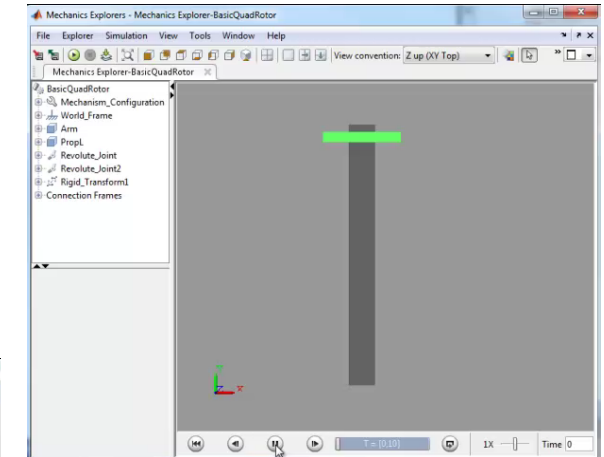 Mechanics Explorers - Mechanics Explorer-BasicQuadRotor
File Explorer Simulation View Tools Window Help
View convention: Z up (XY Top)
Mechanics Explorer-BasicQuadRotor
BasicQuadRotor
Mechanism_Configuration
World_Frame
Arm
PropL
Revolute_Joint
Revolute_Joint2
Rigid_Transform1
Connection Frames
Y
Z X
T = [0;10] 1X Time 0